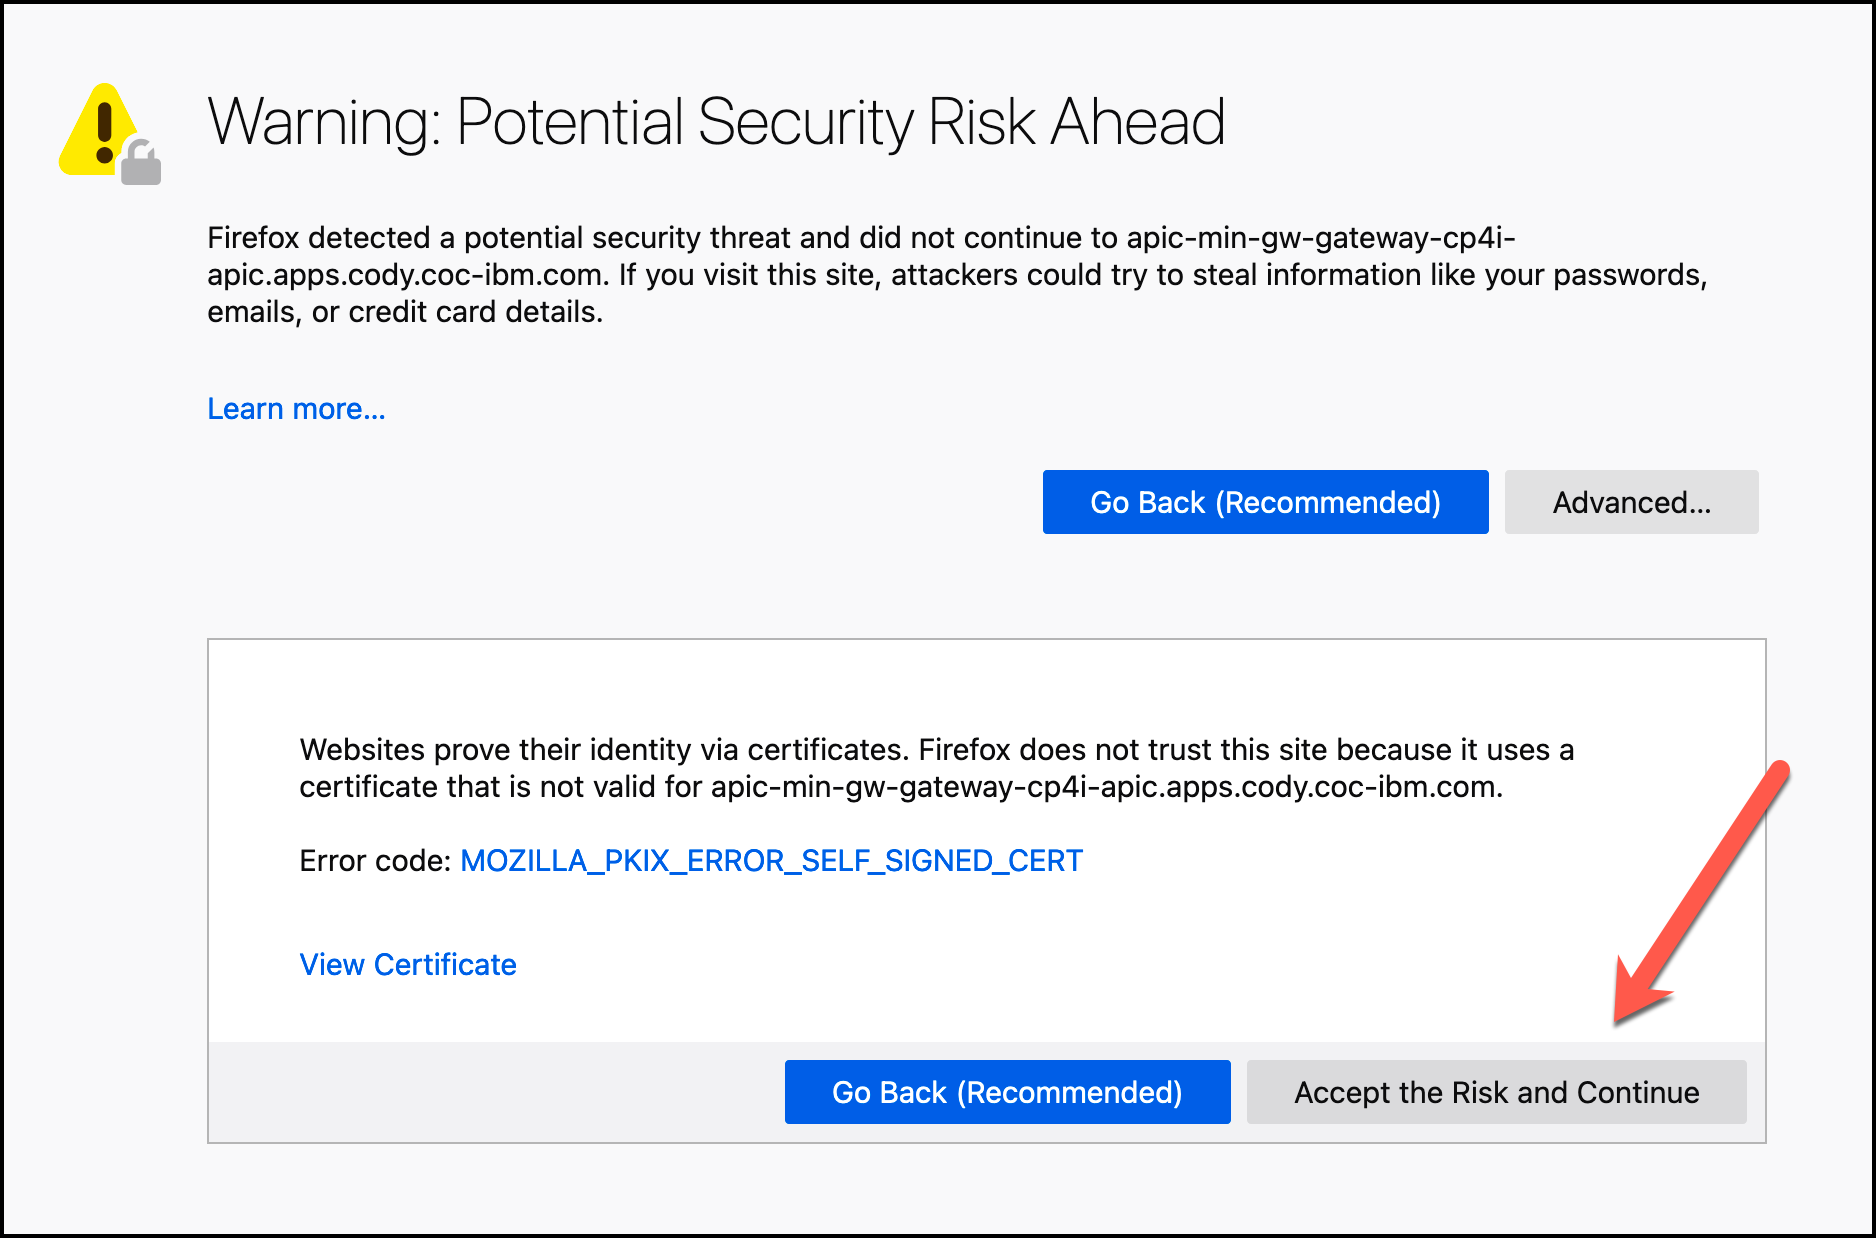 Warning: Potential Security Risk Ahead
Firefox detected a potential security threat and did not continue to apic-min-gw-gateway-cp4i-
apic.apps.cody.coc-ibm.com. If you visit this site, attackers could try to steal information like your passwords,
emails, or credit card details.
Learn more...
Go Back (Recommended) Advanced...
Websites prove their identity via certificates. Firefox does not trust this site because it uses a
certificate that is not valid for apic-min-gw-gateway-cp4i-apic.apps.cody.coc-ibm.com.
Error code: MOZILLA_PKIX_ERROR_SELF_SIGNED_CERT
View Certificate
Go Back (Recommended) Accept the Risk and Continue